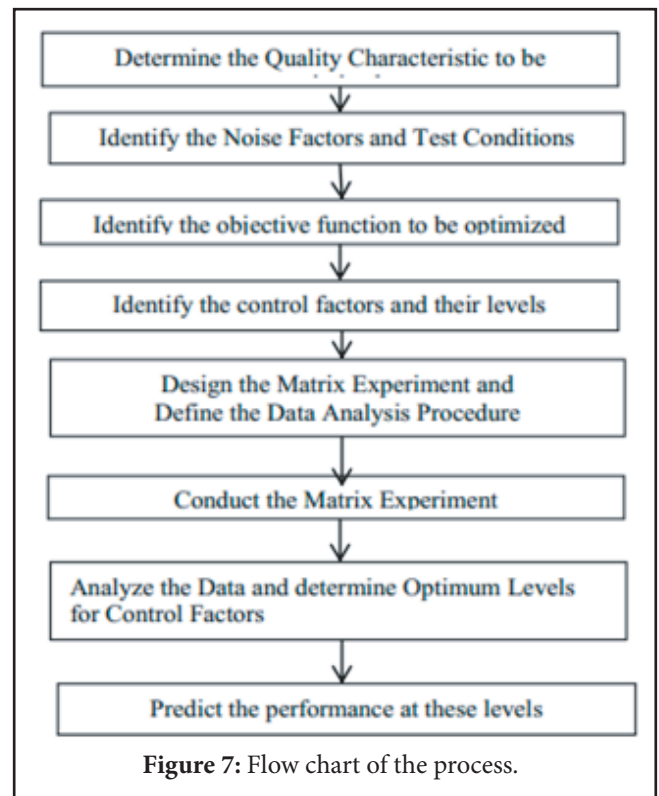 Determine the Quality Characteristic to be
Identify the Noise Factors and Test Conditions
Identify the objective function to be optimized
Identify the control factors and their levels
Design the Matrix Experiment and
Define the Data Analysis Procedure
Conduct the Matrix Experiment
Analyze the Data and determine Optimum Levels
for Control Factors
Predict the performance at these levels
Figure 7: Flow chart of the process.